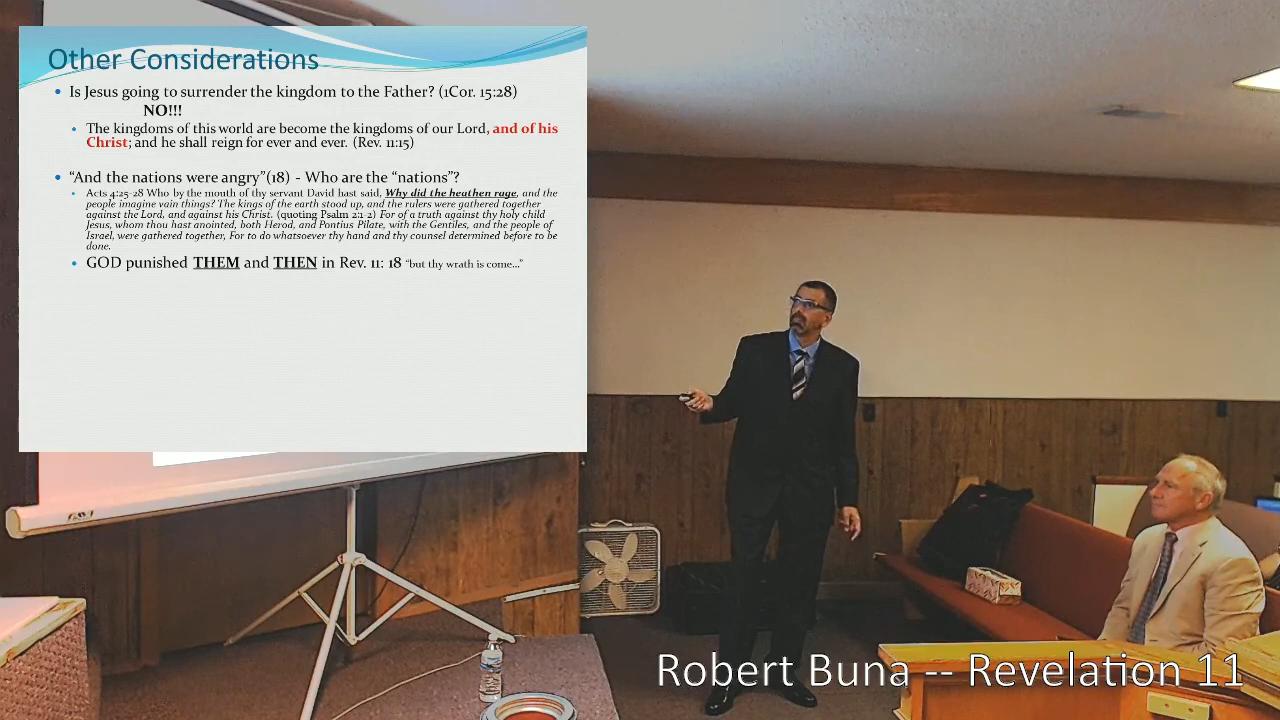 Other Considerations
• Is Jesus going to surrender the kingdom to the Father? (1Cor. 15:28)
NO!!!
• The kingdoms of this world are become the kingdoms of our Lord, and of his
Christ; and he shall reign for ever and ever. (Rev. 11:15)
• “And the nations were angry”(18) - Who are the “nations”?
• Acts 4:25-28 Who by the mouth of thy servant David hast said, Why did the heathen rage, and the
people imagine vain things? The kings of the earth stood up, and the rulers were gathered together
against the Lord, and against his Christ. (quoting Psalm 2:1-2) For of a truth against thy holy child
Jesus, whom thou hast anointed, both Herod, and Pontius Pilate, with the Gentiles, and the people of
Israel, were gathered together, For to do whatsoever thy hand and thy counsel determined before to be
done.
• GOD punished THEM and THEN in Rev. 11: 18 “but thy wrath is come...”
Robert Buna -- Revelation 11